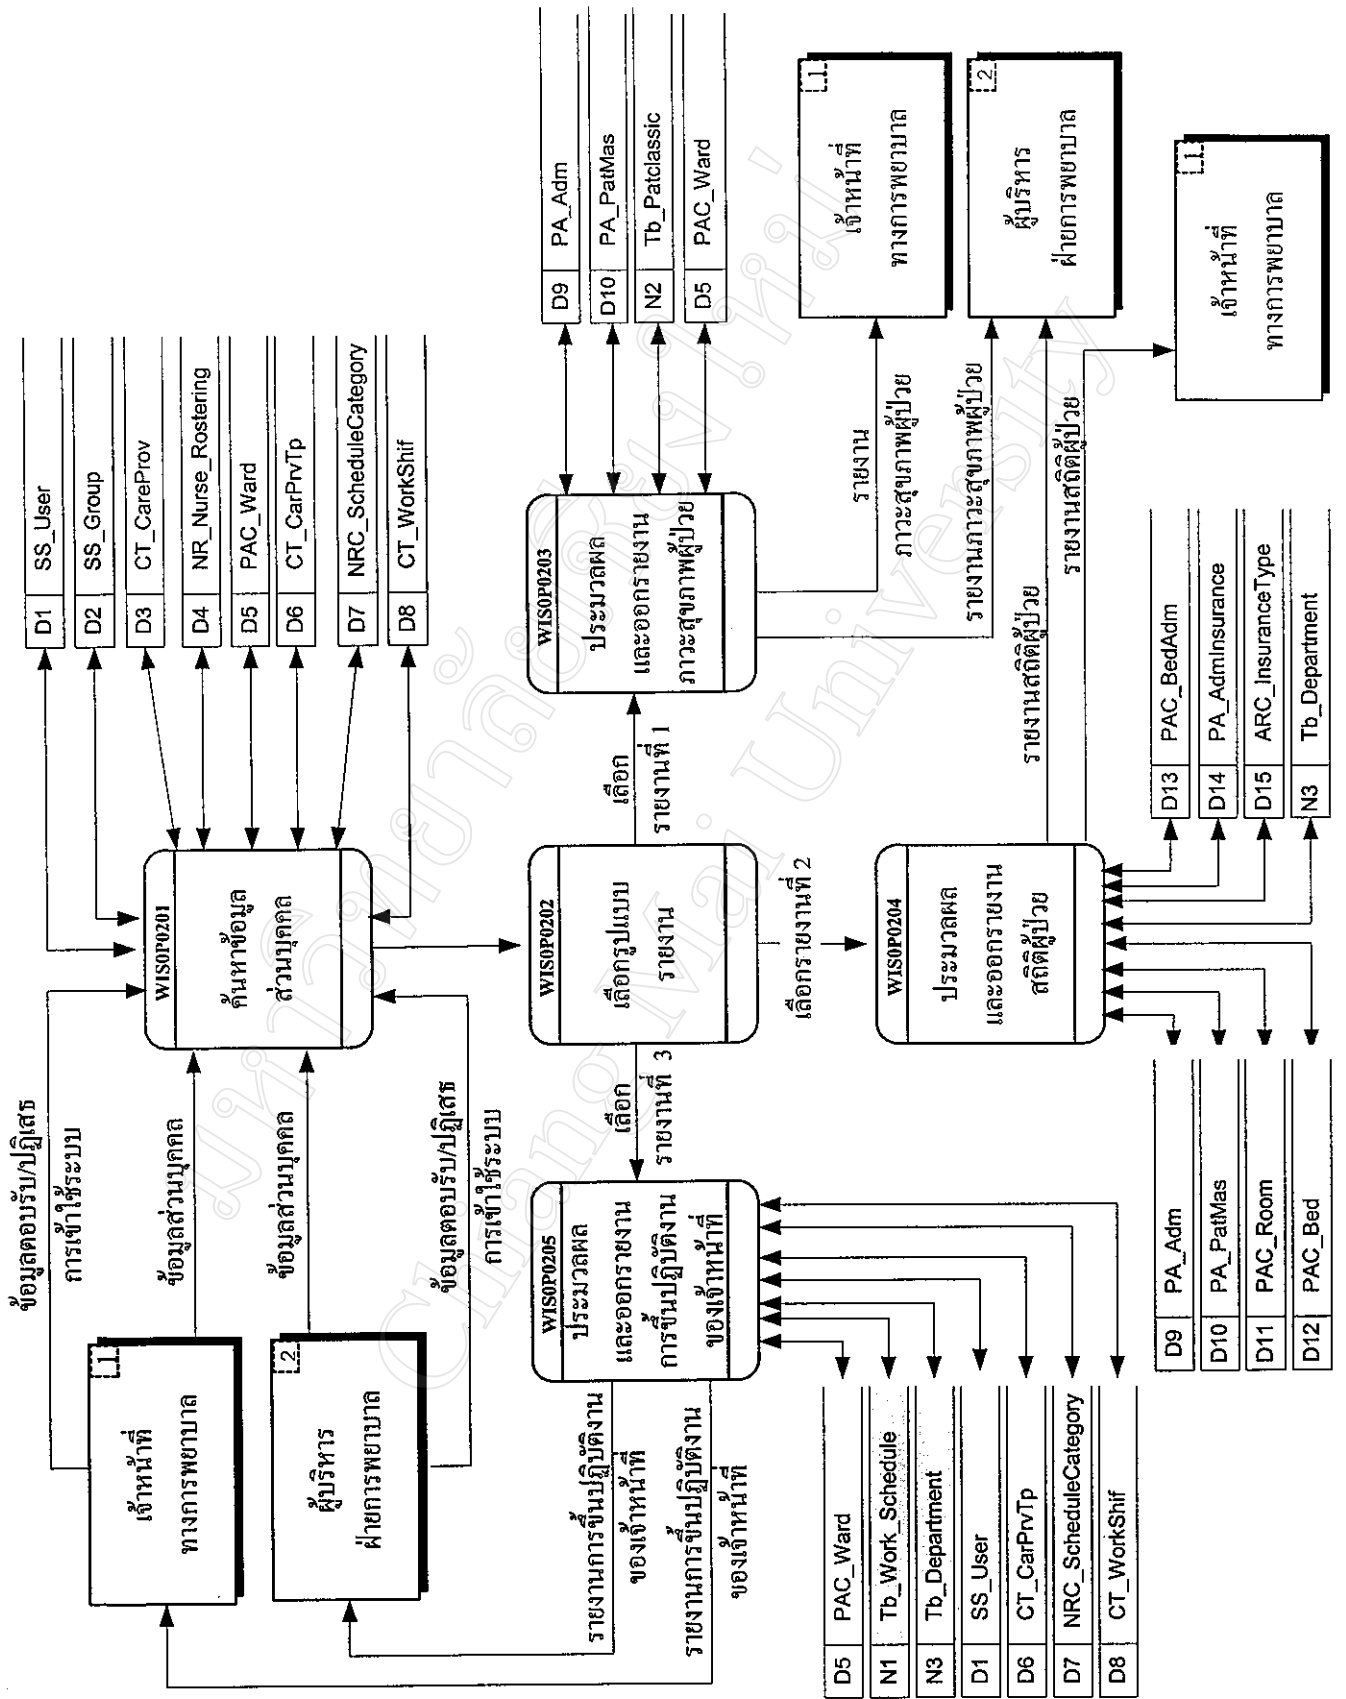 ข้อมูลตอบรับ/ปฏิเสธ
การเข้าใช้ระบบ
1
เจ้าหน้าที่
ทางการพยาบาล
ข้อมูลส่วนบุคคล
2
ผู้บริหาร
ฝ่ายการพยาบาล
ข้อมูลส่วนบุคคล
ข้อมูลตอบรับ/ปฏิเสธ
การเข้าใช้ระบบ
WISOP0201
ค้นหาข้อมูล
ส่วนบุคคล
D1 SS_User
D2 SS_Group
D3 CT_CareProv
D4 NR_Nurse_Rostering
D5 PAC_Ward
D6 CT_CarPrvTp
D7 NRC_ScheduleCategory
D8 CT_WorkShif
WISOP0205
ประมวลผล
และออกรายงาน
การขึ้นปฏิบัติงาน
ของเจ้าหน้าที่
รายงานการขึ้นปฏิบัติงาน
ของเจ้าหน้าที่
รายงานการขึ้นปฏิบัติงาน
ของเจ้าหน้าที่
เลือก
รายงานที่ 3
WISOP0202
เลือกรูปแบบ
รายงาน
เลือก
รายงานที่ 1
เลือกรายงานที่ 2
WISOP0203
ประมวลผล
และออกรายงาน
ภาวะสุขภาพผู้ป่วย
D9 PA_Adm
D10 PA_PatMas
N2 Tb_Patclassic
D5 PAC_Ward
รายงาน
ภาวะสุขภาพผู้ป่วย
รายงานภาวะสุขภาพผู้ป่วย
1
เจ้าหน้าที่
ทางการพยาบาล
2
ผู้บริหาร
ฝ่ายการพยาบาล
รายงานสถิติผู้ป่วย
รายงานสถิติผู้ป่วย
1
เจ้าหน้าที่
ทางการพยาบาล
WISOP0204
ประมวลผล
และออกรายงาน
สถิติผู้ป่วย
D5 PAC_Ward
N1 Tb_Work_Schedule
N3 Tb_Department
D1 SS_User
D6 CT_CarPrvTp
D7 NRC_ScheduleCategory
D8 CT_WorkShif
D9 PA_Adm
D10 PA_PatMas
D11 PAC_Room
D12 PAC_Bed
D13 PAC_BedAdm
D14 PA_AdmInsurance
D15 ARC_InsuranceType
N3 Tb_Department
มหาวิทยาลัยเชียงใหม่
Chiang Mai University